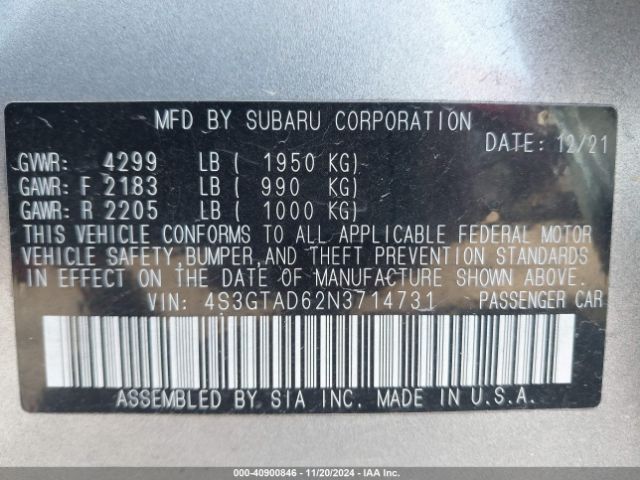 MFD BY SUBARU CORPORATION
DATE: 12/21
GVWR: 4299 LB ( 1950 KG)
GAWR: F 2183 LB ( 990 KG)
GAWR: R 2205 LB ( 1000 KG)
THIS VEHICLE CONFORMS TO ALL APPLICABLE FEDERAL MOTOR
VEHICLE SAFETY, BUMPER, AND THEFT PREVENTION STANDARDS
IN EFFECT ON THE DATE OF MANUFACTURE SHOWN ABOVE.
VIN: 4S3GTAD62N3714731 PASSENGER CAR
ASSEMBLED BY SIA INC. MADE IN U.S.A.
000-40900846 - 11/20/2024 - IAA Inc.